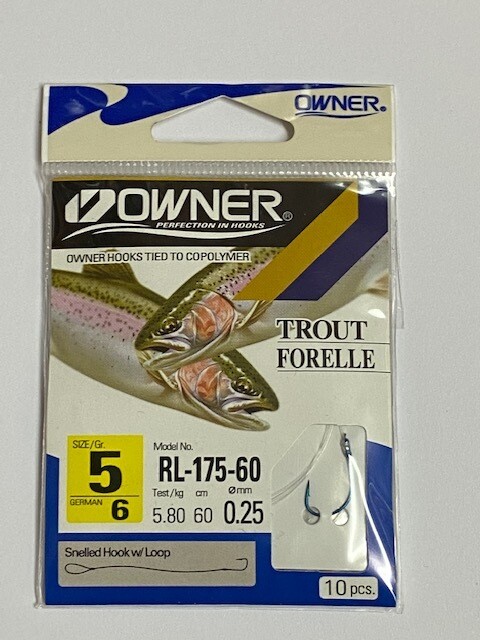 OWNER®
OWNER®
PERFECTION IN HOOKS
OWNER HOOKS TIED TO COPOLYMER
TROUT
FORELLE
SIZE/Gr.
5
GERMAN 6
Model No.
RL-175-60
Test/kg cm ømm
5.80 60 0.25
Snelled Hook w/ Loop
10 pcs.